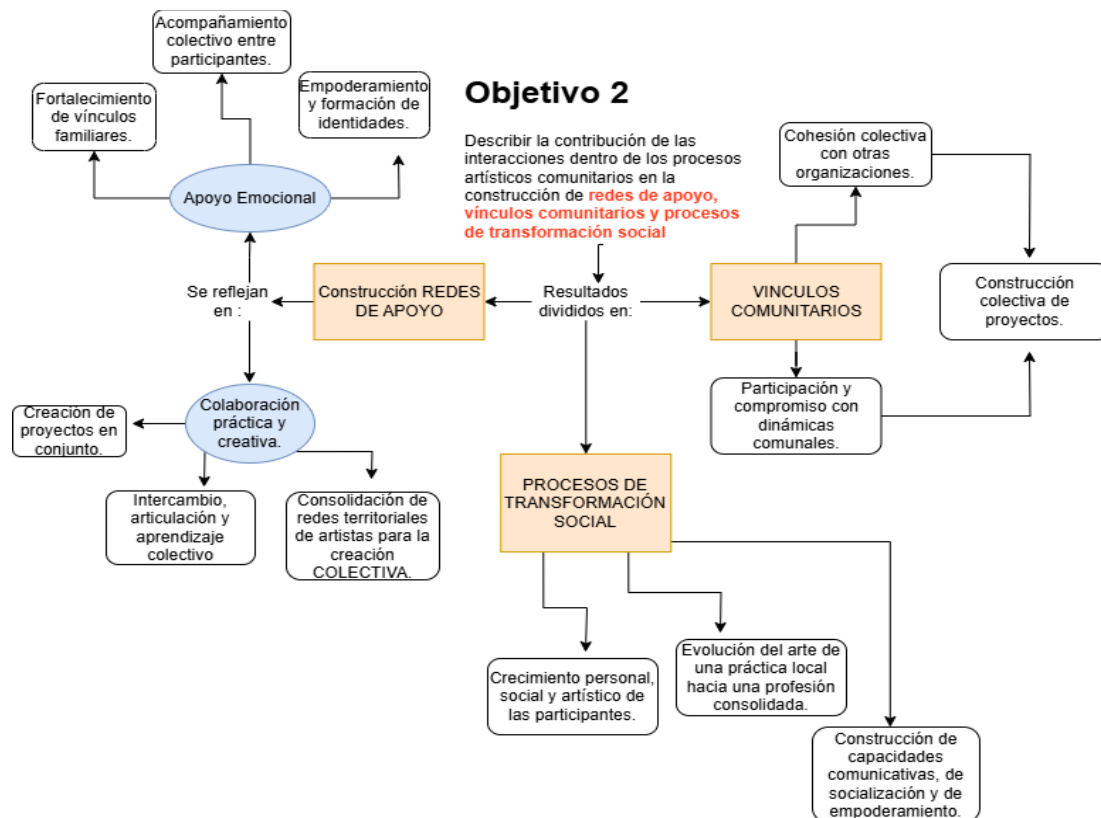 Acompañamiento
colectivo entre
participantes.
Fortalecimiento
de vínculos
familiares.
Empoderamiento
y formación de
identidades.
Apoyo Emocional
Objetivo 2
Describir la contribución de las
interacciones dentro de los procesos
artísticos comunitarios en la
construcción de redes de apoyo,
vínculos comunitarios y procesos
de transformación social
Cohesión colectiva
con otras
organizaciones.
Se reflejan
en :
Construcción REDES
DE APOYO
Resultados
divididos en:
VINCULOS
COMUNITARIOS
Construcción
colectiva de
proyectos.
Participación y
compromiso con
dinámicas
comunales.
Colaboración
práctica y
creativa.
Creación de
proyectos en
conjunto.
Intercambio,
articulación y
aprendizaje
colectivo
Consolidación de
redes territoriales
de artistas para la
creación
COLECTIVA.
PROCESOS DE
TRANSFORMACIÓN
SOCIAL
Crecimiento personal,
social y artístico de
las participantes.
Evolución del arte de
una práctica local
hacia una profesión
consolidada.
Construcción de
capacidades
comunicativas, de
socialización y de
empoderamiento.